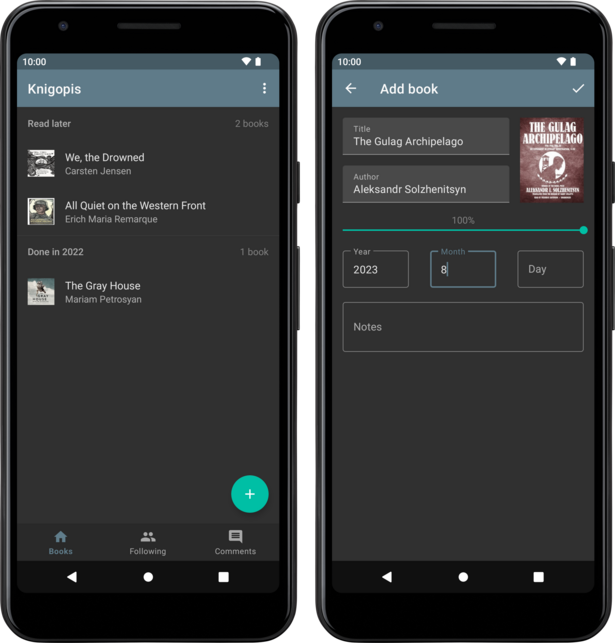 10:00
Knigopis
Read later 2 books
We, the Drowned
Carsten Jensen
All Quiet on the Western Front
Erich Maria Remarque
Done in 2022 1 book
The Gray House
Mariam Petrosyan
Books Following Comments
10:00
Add book
Title
The Gulag Archipelago
Author
Aleksandr Solzhenitsyn
THE GULAG
ARCHIPELAGO
ALEKSANDR I. SOLZHENITSYN
100%
Year Month
2023 8 Day
Notes